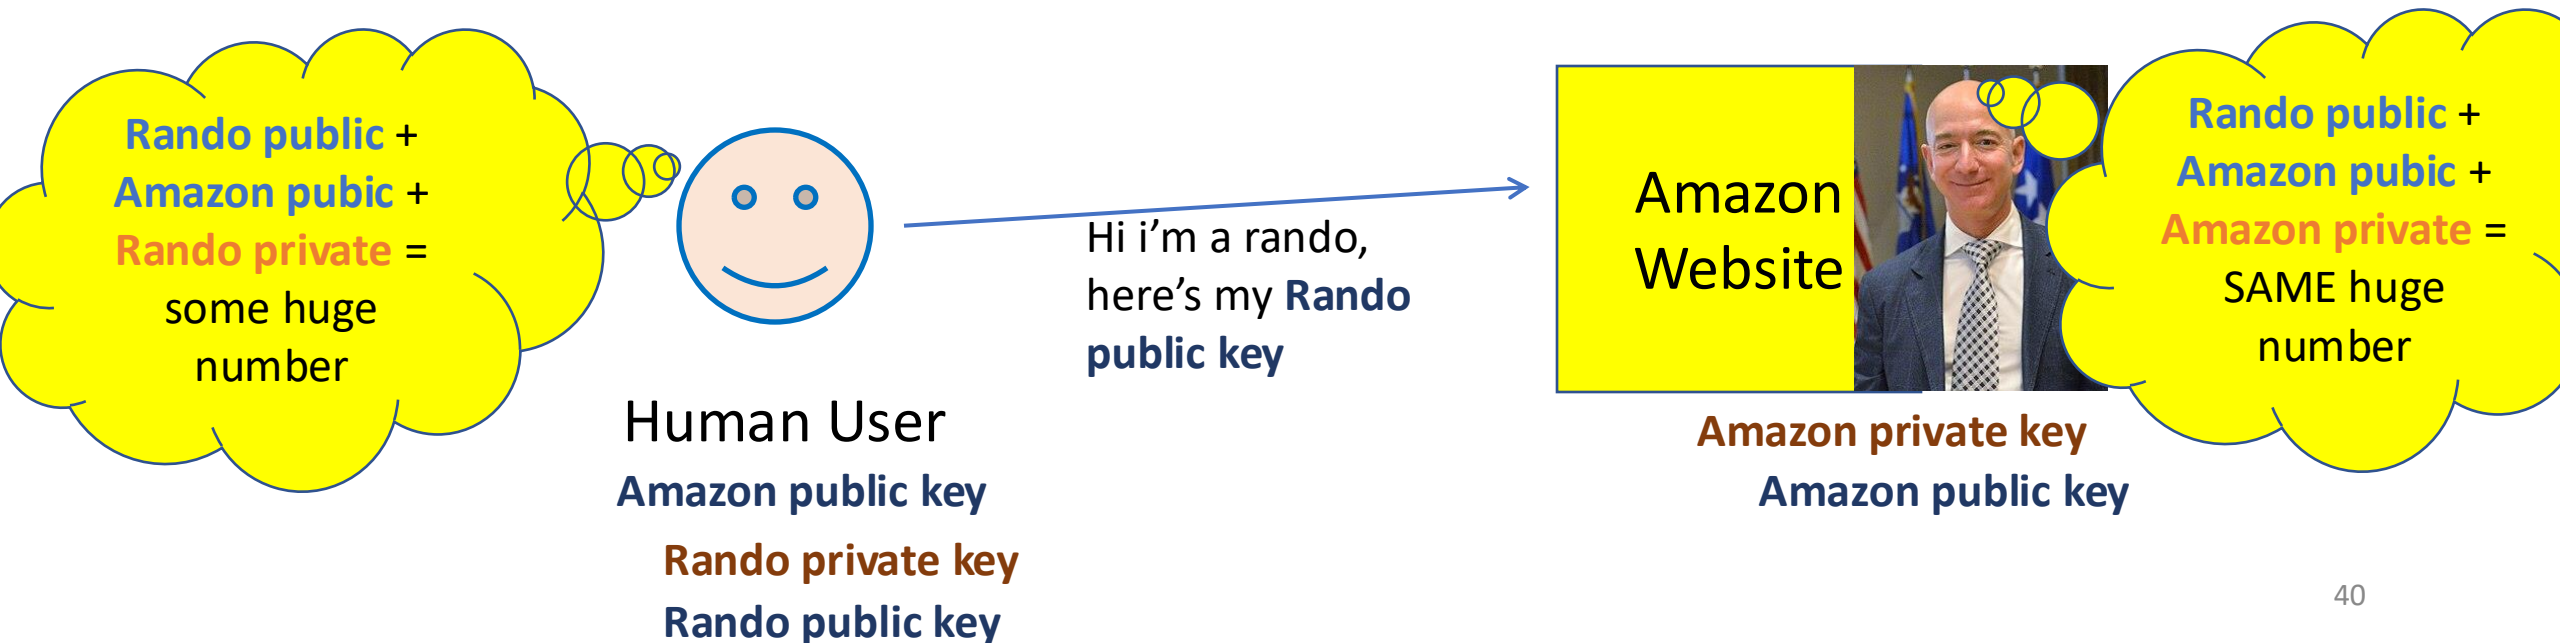 Rando public +
Amazon pubic +
Rando private =
some huge
number
Human User
Amazon public key
Rando private key
Rando public key
Hi i'm a rando,
here's my Rando
public key
Amazon
Website
Amazon private key
Amazon public key
Rando public +
Amazon pubic +
Amazon private =
SAME huge
number
40